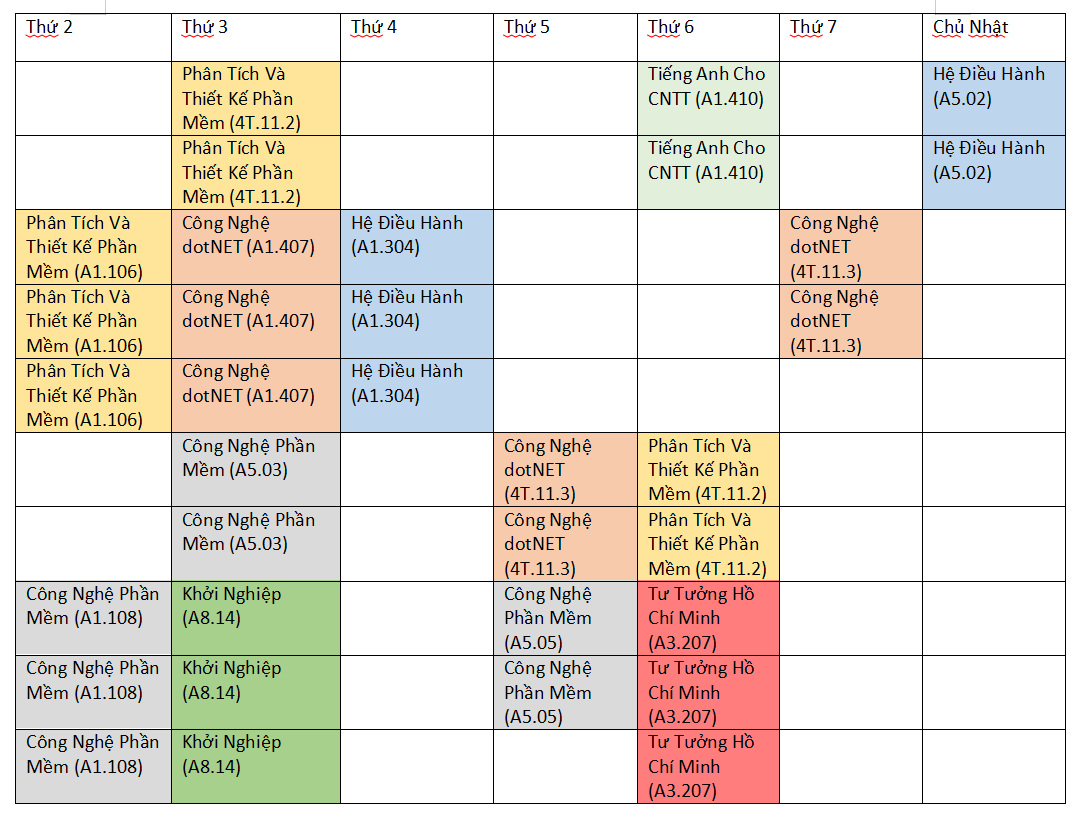 Thứ 2
Thứ 3
Thứ 4
Thứ 5
Thứ 6
Thứ 7
Chủ Nhật
Phân Tích Và
Thiết Kế Phần
Mềm (4T.11.2)
Tiếng Anh Cho
CNTT (A1.410)
Hệ Điều Hành
(A5.02)
Phân Tích Và
Thiết Kế Phần
Mềm (4T.11.2)
Tiếng Anh Cho
CNTT (A1.410)
Hệ Điều Hành
(A5.02)
Phân Tích Và
Thiết Kế Phần
Mềm (A1.106)
Công Nghệ
dotNET (A1.407)
Hệ Điều Hành
(A1.304)
Công Nghệ
dotNET
(4T.11.3)
Phân Tích Và
Thiết Kế Phần
Mềm (A1.106)
Công Nghệ
dotNET (A1.407)
Hệ Điều Hành
(A1.304)
Công Nghệ
dotNET
(4T.11.3)
Phân Tích Và
Thiết Kế Phần
Mềm (A1.106)
Công Nghệ
dotNET (A1.407)
Hệ Điều Hành
(A1.304)
Công Nghệ Phần
Mềm (A5.03)
Công Nghệ
dotNET
(4T.11.3)
Phân Tích Và
Thiết Kế Phần
Mềm (4T.11.2)
Công Nghệ Phần
Mềm (A5.03)
Công Nghệ
dotNET
(4T.11.3)
Phân Tích Và
Thiết Kế Phần
Mềm (4T.11.2)
Công Nghệ Phần
Mềm (A1.108)
Khởi Nghiệp
(A8.14)
Công Nghệ
Phần Mềm
(A5.05)
Tư Tưởng Hồ
Chí Minh
(A3.207)
Công Nghệ Phần
Mềm (A1.108)
Khởi Nghiệp
(A8.14)
Công Nghệ
Phần Mềm
(A5.05)
Tư Tưởng Hồ
Chí Minh
(A3.207)
Công Nghệ Phần
Mềm (A1.108)
Khởi Nghiệp
(A8.14)
Tư Tưởng Hồ
Chí Minh
(A3.207)